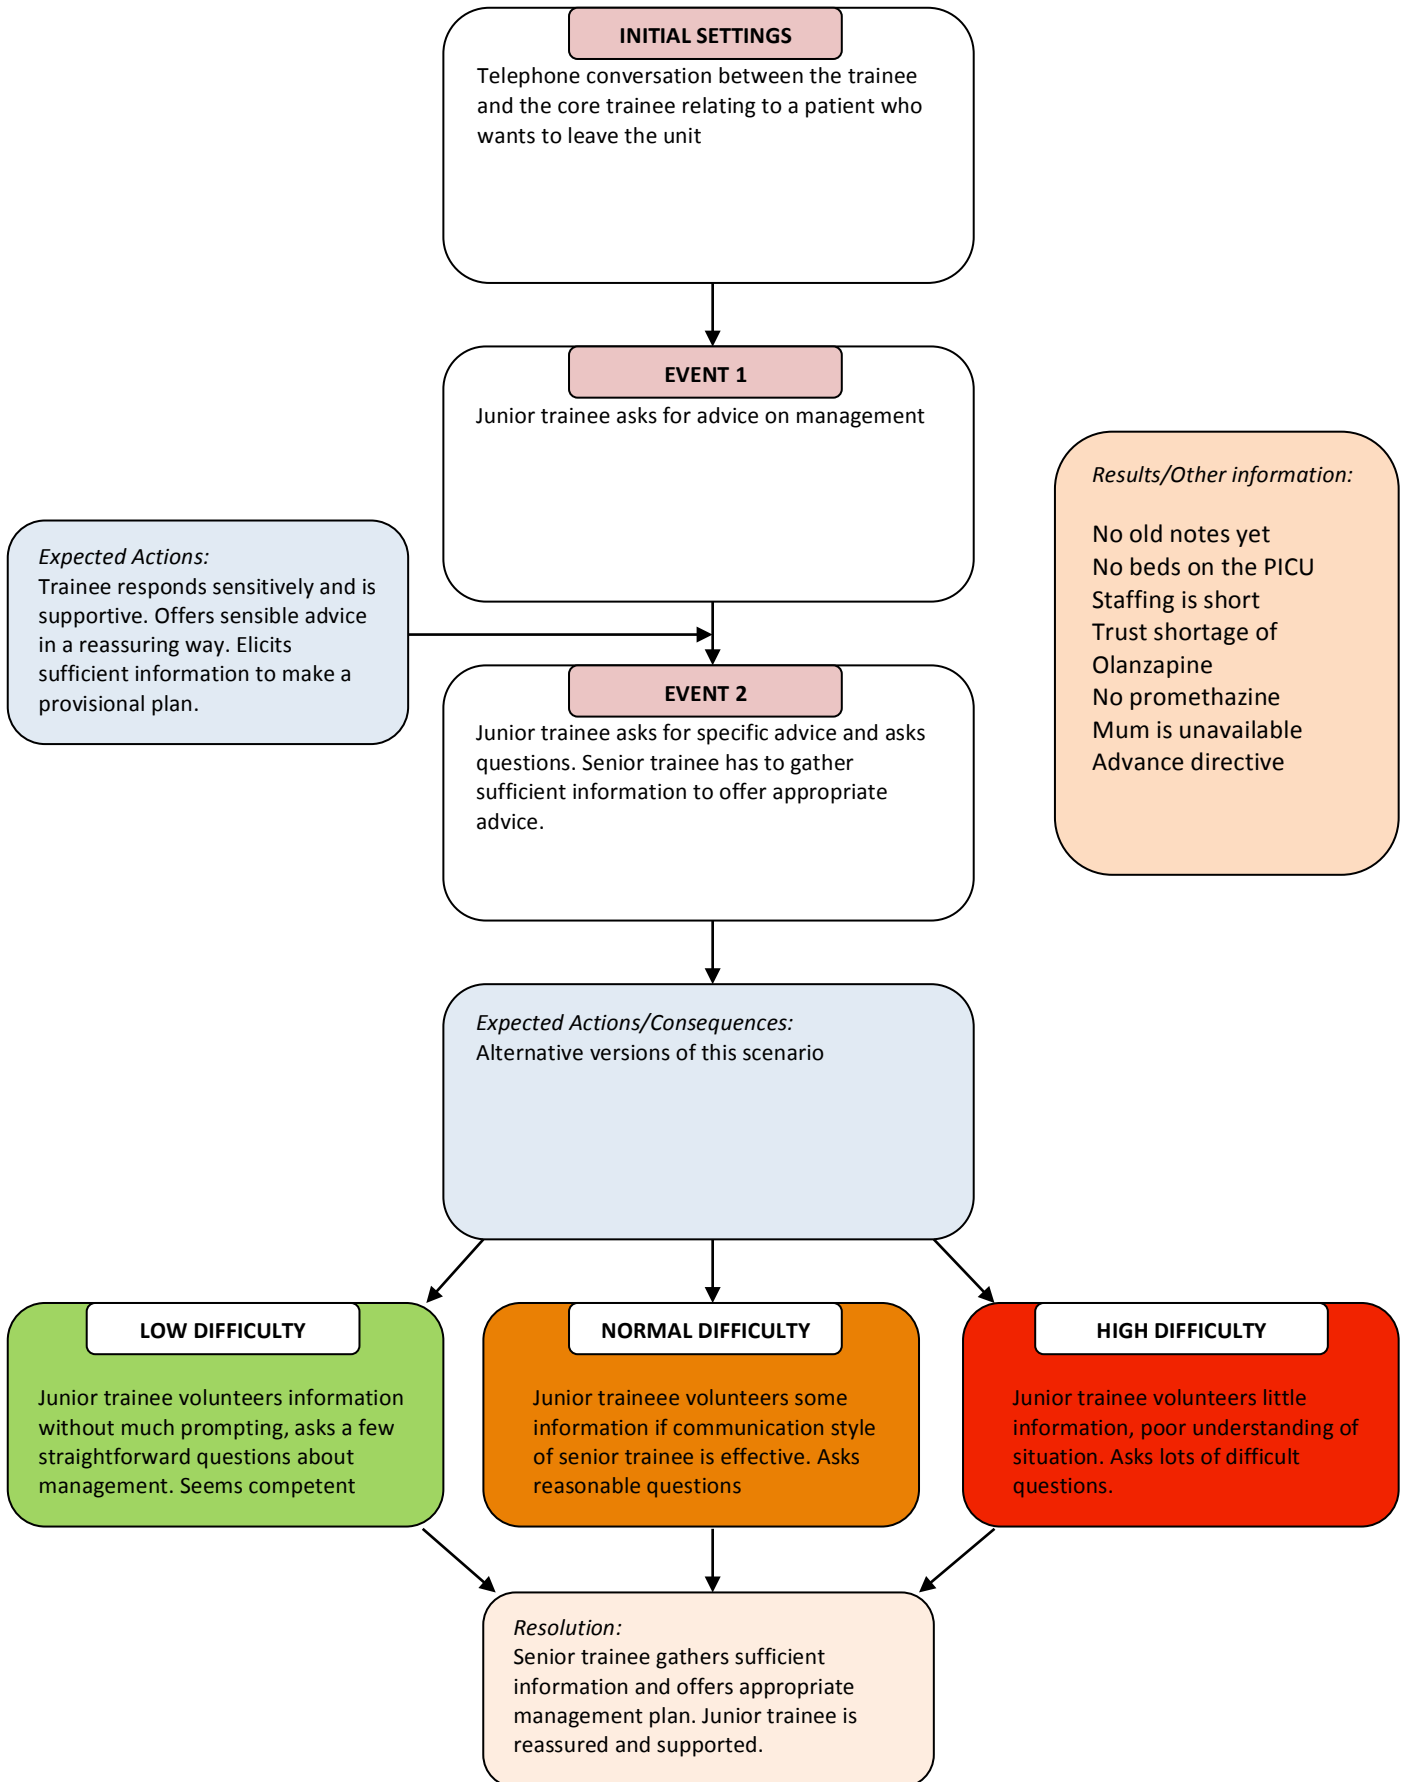 INITIAL SETTINGS
Telephone conversation between the trainee
and the core trainee relating to a patient who
wants to leave the unit
EVENT 1
Junior trainee asks for advice on management
Results/Other information:
No old notes yet
No beds on the PICU
Staffing is short
Trust shortage of
Olanzapine
No promethazine
Mum is unavailable
Advance directive
Expected Actions:
Trainee responds sensitively and is
supportive. Offers sensible advice
in a reassuring way. Elicits
sufficient information to make a
provisional plan.
EVENT 2
Junior trainee asks for specific advice and asks
questions. Senior trainee has to gather
sufficient information to offer appropriate
advice.
Expected Actions/Consequences:
Alternative versions of this scenario
LOW DIFFICULTY
Junior trainee volunteers information
without much prompting, asks a few
straightforward questions about
management. Seems competent
NORMAL DIFFICULTY
Junior traineee volunteers some
information if communication style
of senior trainee is effective. Asks
reasonable questions
HIGH DIFFICULTY
Junior trainee volunteers little
information, poor understanding of
situation. Asks lots of difficult
questions.
Resolution:
Senior trainee gathers sufficient
information and offers appropriate
management plan. Junior trainee is
reassured and supported.